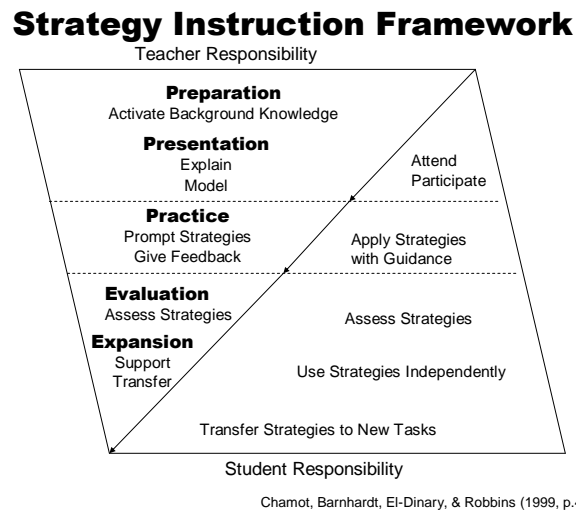 Strategy Instruction Framework
Teacher Responsibility
Preparation
Activate Background Knowledge
Presentation
Explain
Model
Attend
Participate
Practice
Prompt Strategies
Give Feedback
Apply Strategies
with Guidance
Evaluation
Assess Strategies
Expansion
Support
Transfer
Assess Strategies
Use Strategies Independently
Transfer Strategies to New Tasks
Student Responsibility
Chamot, Barnhardt, El-Dinary, & Robbins (1999, p.